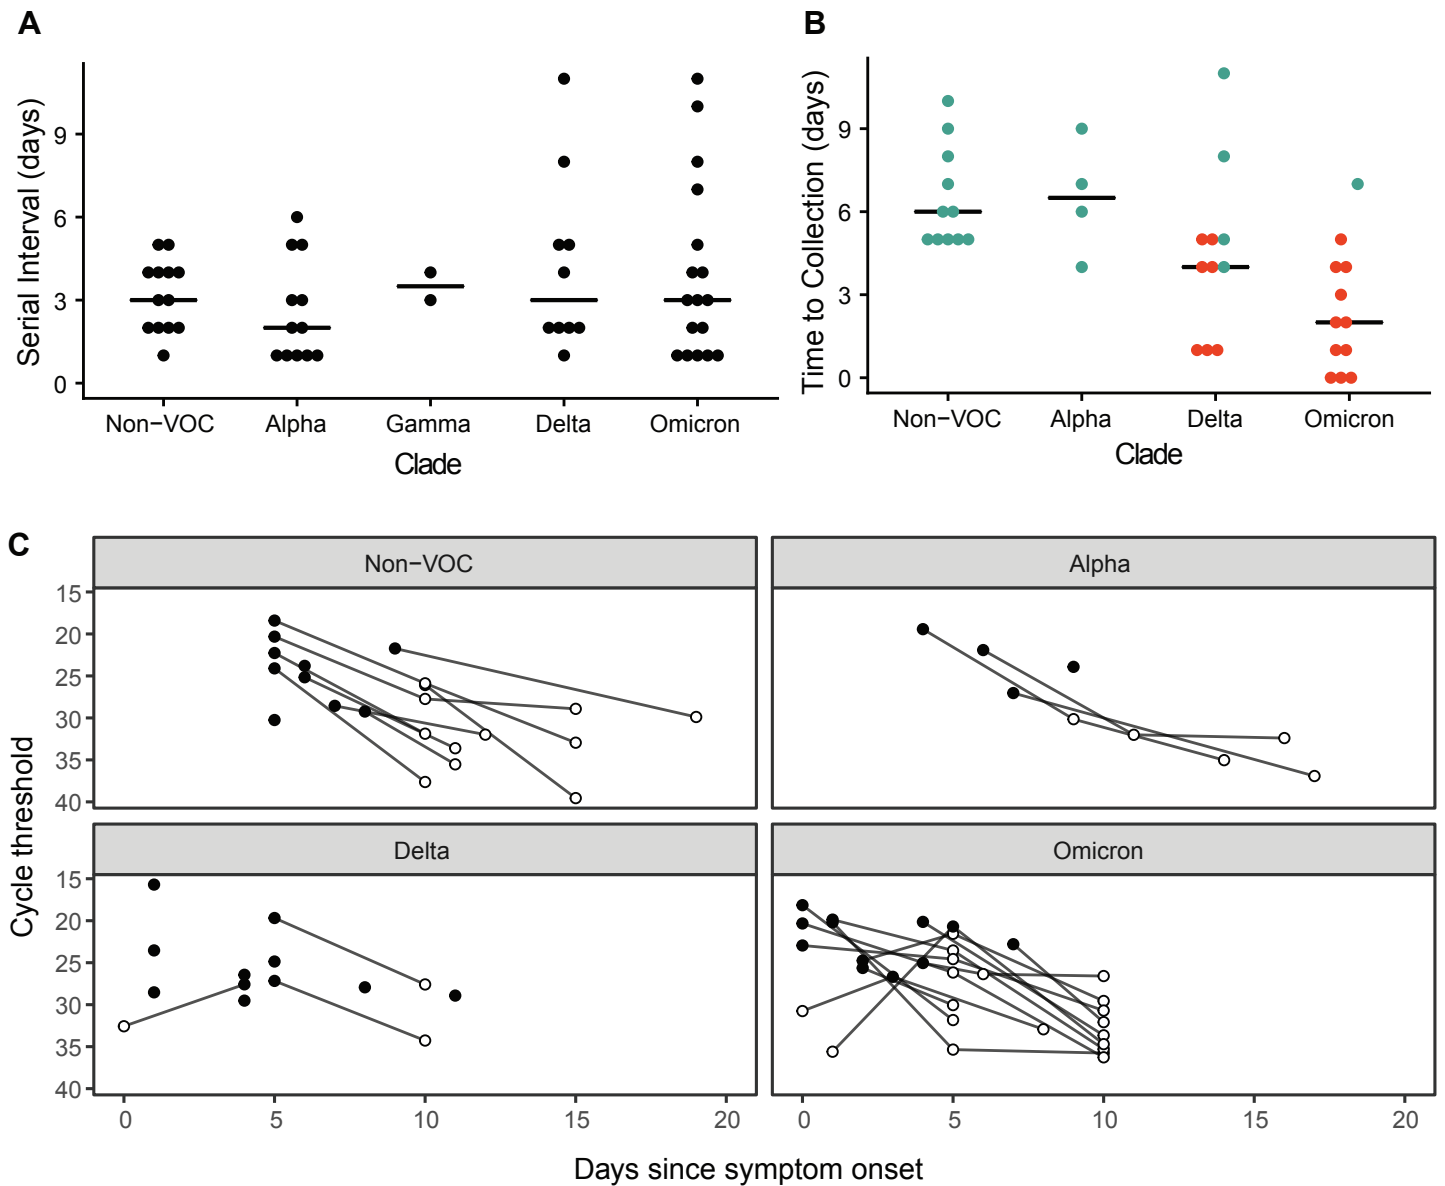 A
Serial Interval (days)
9
6
3
0
Non−VOC Alpha Gamma Delta Omicron
Clade
B
Time to Collection (days)
9
6
3
0
Non−VOC Alpha Delta Omicron
Clade
C
Cycle threshold
Non−VOC
Alpha
15
20
25
30
35
40
Delta
Omicron
15
20
25
30
35
40
0 5 10 15 20
0 5 10 15 20
Days since symptom onset